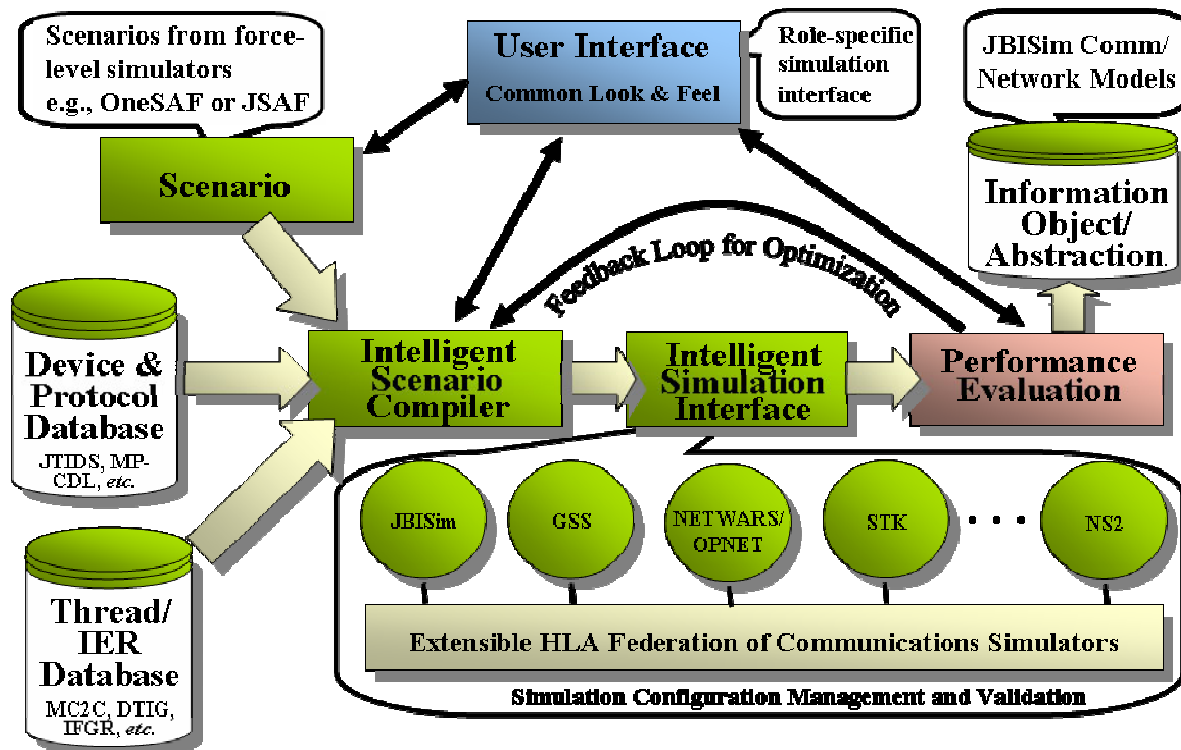 Scenarios from force-
level simulators
e.g., OneSAF or JSAF
User Interface
Common Look & Feel
Role-specific
simulation
interface
JBISim Comm/
Network Models
Scenario
Information
Object/
Abstraction.
Feedback Loop for Optimization
Device &
Protocol
Database
JTIDS, MP-
CDL, etc.
Intelligent
Scenario
Compiler
Intelligent
Simulation
Interface
Performance
Evaluation
JBISim
GSS
NETWARS/
OPNET
STK
. . .
NS2
Thread/
IER
Database
MC2C, DTIG,
IFGR, etc.
Extensible HLA Federation of Communications Simulators
Simulation Configuration Management and Validation